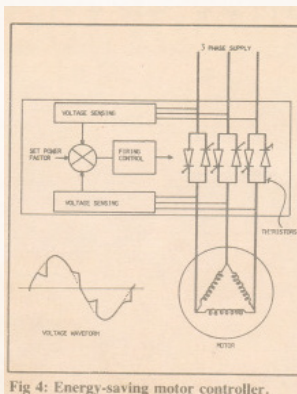 3 PHASE SUPPLY
VOLTAGE SENSING
SET POWER
FACTOR
FIRING
CONTROL
VOLTAGE SENSING
THYRISTORS
VOLTAGE WAVEFORM
MOTOR
Fig 4: Energy-saving motor controller.